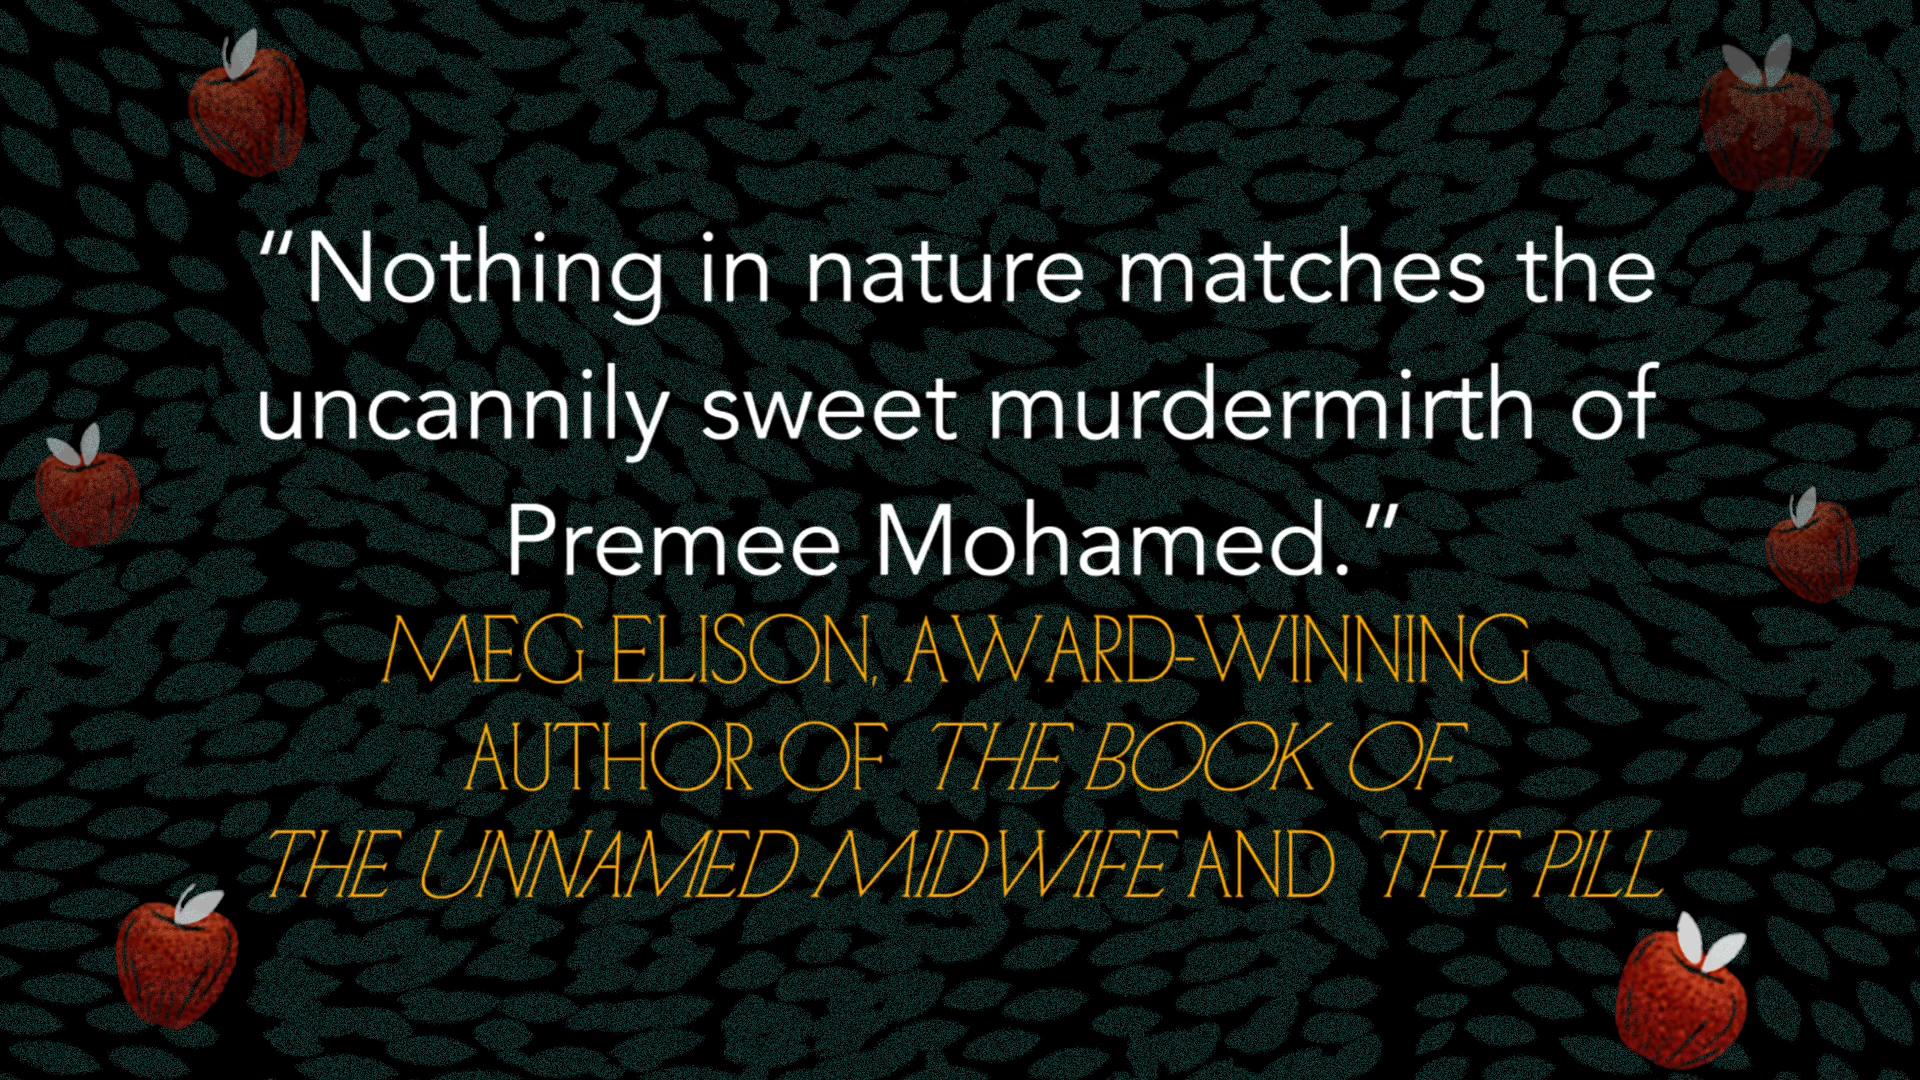 “Nothing in nature matches the
uncannily sweet murdermirth of
Premee Mohamed.”
MEG ELISON, AWARD-WINNING
AUTHOR OF THE BOOK OF
THE UNNAMED MIDWIFE AND THE PILL